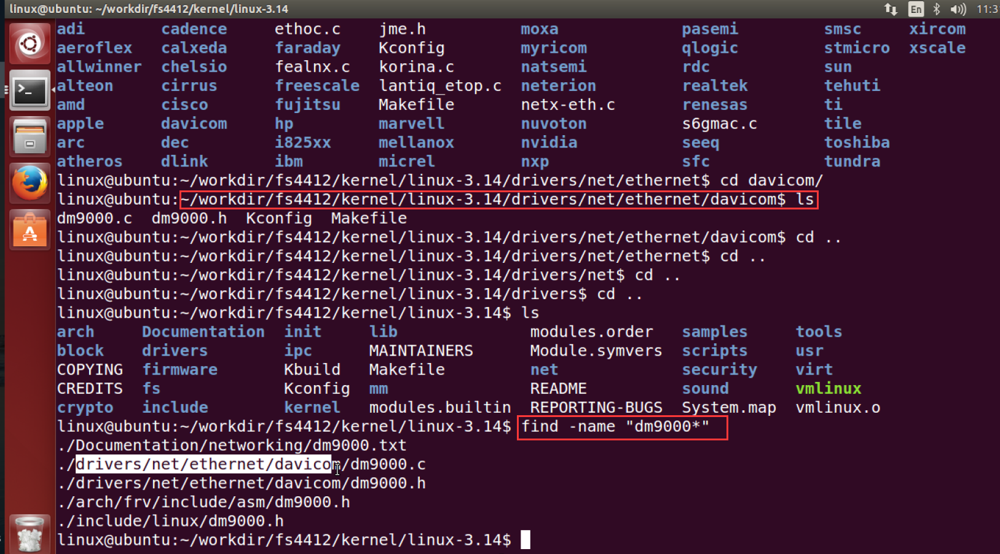 linux@ubuntu: ~/workdir/fs4412/kernel/linux-3.14 En 11:3
adi cadence ethoc.c jme.h moxa pasemi smsc xircom
aeroflex calxeda faraday Kconfig myricom qlogic stmicro xscale
allwinner chelsio fealnx.c korina.c natsemi rdc sun
alteon cirrus freescale lantiq_etop.c neterion realtek tehuti
amd cisco fujitsu Makefile netx-eth.c renesas ti
apple davicom hp marvell nuvoton s6gmac.c tile
arc dec i825xx mellanox nvidia seeq toshiba
atheros dlink ibm micrel nxp sfc tundra
linux@ubuntu:~/workdir/fs4412/kernel/linux-3.14/drivers/net/ethernet$ cd davicom/
linux@ubuntu:~/workdir/fs4412/kernel/linux-3.14/drivers/net/ethernet/davicom$ ls
dm9000.c dm9000.h Kconfig Makefile
linux@ubuntu:~/workdir/fs4412/kernel/linux-3.14/drivers/net/ethernet/davicom$ cd ..
linux@ubuntu:~/workdir/fs4412/kernel/linux-3.14/drivers/net/ethernet$ cd ..
linux@ubuntu:~/workdir/fs4412/kernel/linux-3.14/drivers/net$ cd ..
linux@ubuntu:~/workdir/fs4412/kernel/linux-3.14/drivers$ cd ..
linux@ubuntu:~/workdir/fs4412/kernel/linux-3.14$ ls
arch Documentation init lib modules.order samples tools
block drivers ipc MAINTAINERS Module.symvers scripts usr
COPYING firmware Kbuild Makefile net security virt
CREDITS fs Kconfig mm README sound vmlinux
crypto include kernel modules.builtin REPORTING-BUGS System.map vmlinux.o
linux@ubuntu:~/workdir/fs4412/kernel/linux-3.14$ find -name "dm9000*"
./Documentation/networking/dm9000.txt
./drivers/net/ethernet/davicom/dm9000.c
./drivers/net/ethernet/davicom/dm9000.h
./arch/frv/include/asm/dm9000.h
./include/linux/dm9000.h
linux@ubuntu:~/workdir/fs4412/kernel/linux-3.14$